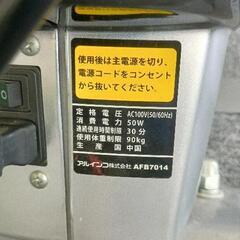 使用後は主電源を切り、
電源コードをコンセント
から抜いてください。
定格電圧 AC100V(50/60Hz)
消費電力 50W
連続使用時間制限 30分
使用体重制限 90kg
生産国 中国
アルインコ株式会社 AFB7014